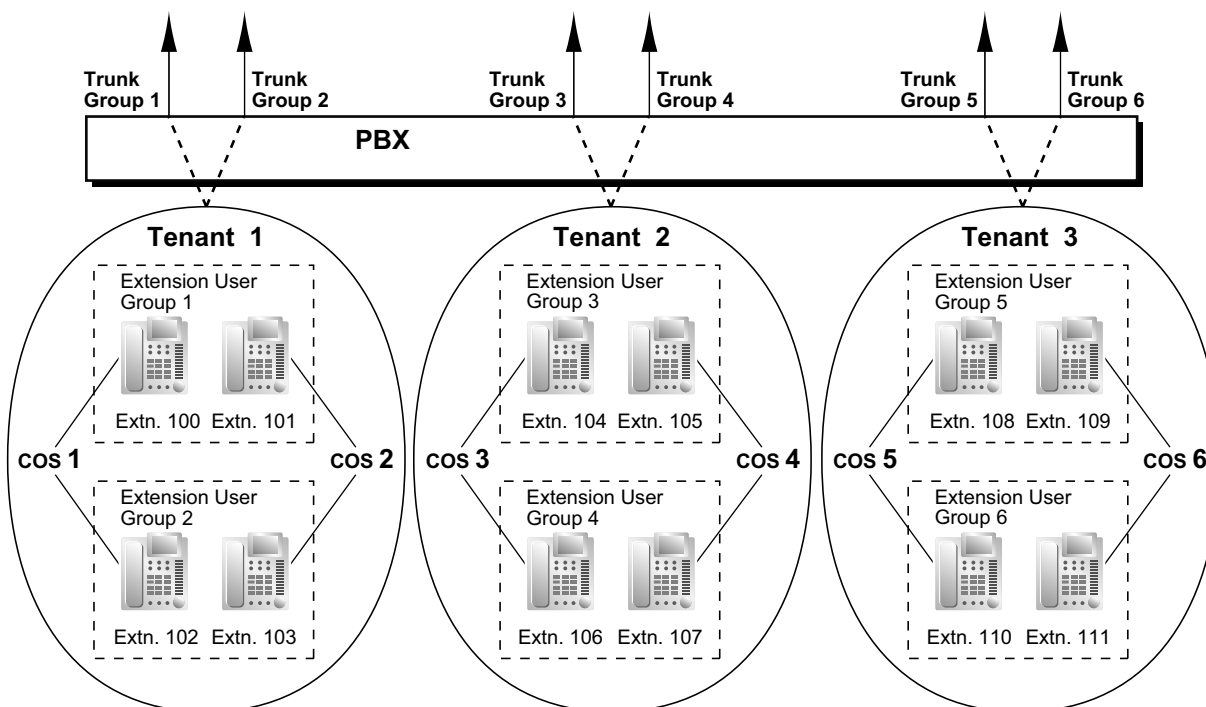 Trunk
Group 1
Trunk
Group 2
Trunk
Group 3
Trunk
Group 4
Trunk
Group 5
Trunk
Group 6
PBX
Tenant 1
Extension User
Group 1
Extn. 100 Extn. 101
COS 1
COS 2
Extension User
Group 2
Extn. 102 Extn. 103
Tenant 2
Extension User
Group 3
Extn. 104 Extn. 105
COS 3
COS 4
Extension User
Group 4
Extn. 106 Extn. 107
Tenant 3
Extension User
Group 5
Extn. 108 Extn. 109
COS 5
COS 6
Extension User
Group 6
Extn. 110 Extn. 111